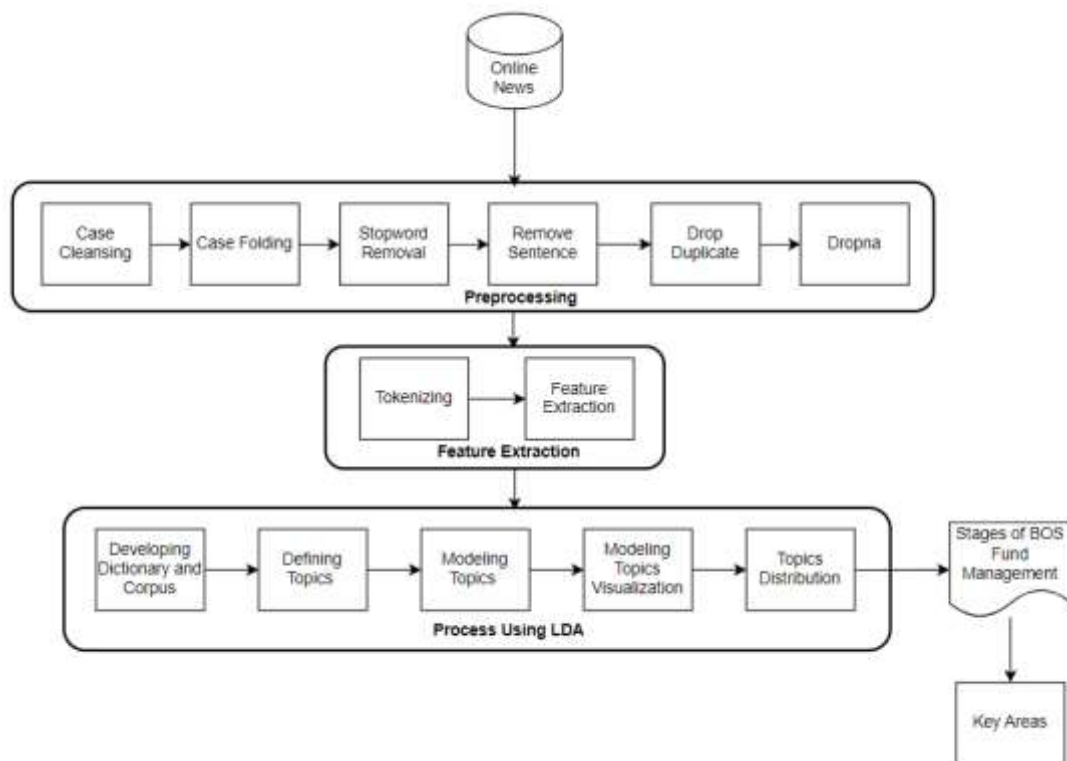 Online
News
Case
Cleansing
Case Folding
Stopword
Removal
Remove
Sentence
Drop
Duplicate
Dropna
Preprocessing
Tokenizing
Feature
Extraction
Feature Extraction
Developing
Dictionary and
Corpus
Defining
Topics
Modeling
Topics
Modeling
Topics
Visualization
Topics
Distribution
Process Using LDA
Stages of BOS
Fund
Management
Key Areas